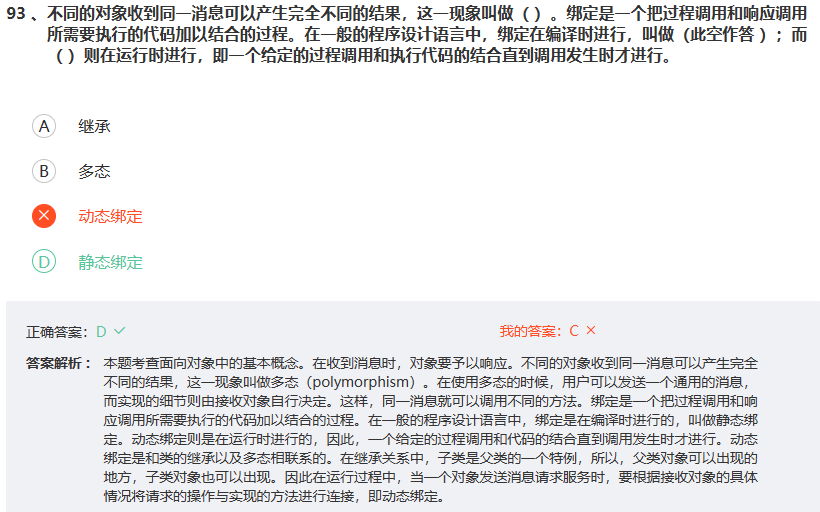 93 、不同的对象收到同一消息可以产生完全不同的结果，这一现象叫做（ ）。绑定是一个把过程调用和响应调用
所需要执行的代码加以结合的过程。在一般的程序设计语言中，绑定在编译时进行，叫做（此空作答 ）；而
（ ）则在运行时进行，即一个给定的过程调用和执行代码的结合直到调用发生时才进行。
A 继承
B 多态
动态绑定
D 静态绑定
正确答案：D 我的答案：C
答案解析： 本题考查面向对象中的基本概念。在收到消息时，对象要予以响应。不同的对象收到同一消息可以产生完全
不同的结果，这一现象叫做多态（polymorphism）。在使用多态的时候，用户可以发送一个通用的消息，
而实现的细节则由接收对象自行决定。这样，同一消息就可以调用不同的方法。绑定是一个把过程调用和响
应调用所需要执行的代码加以结合的过程。在一般的程序设计语言中，绑定是在编译时进行的，叫做静态绑
定。动态绑定则是在运行时进行的，因此，一个给定的过程调用和代码的结合直到调用发生时才进行。动态
绑定是和类的继承以及多态相联系的。在继承关系中，子类是父类的一个特例，所以，父类对象可以出现的
地方，子类对象也可以出现。因此在运行过程中，当一个对象发送消息请求服务时，要根据接收对象的具体
情况将请求的操作与实现的方法进行连接，即动态绑定。